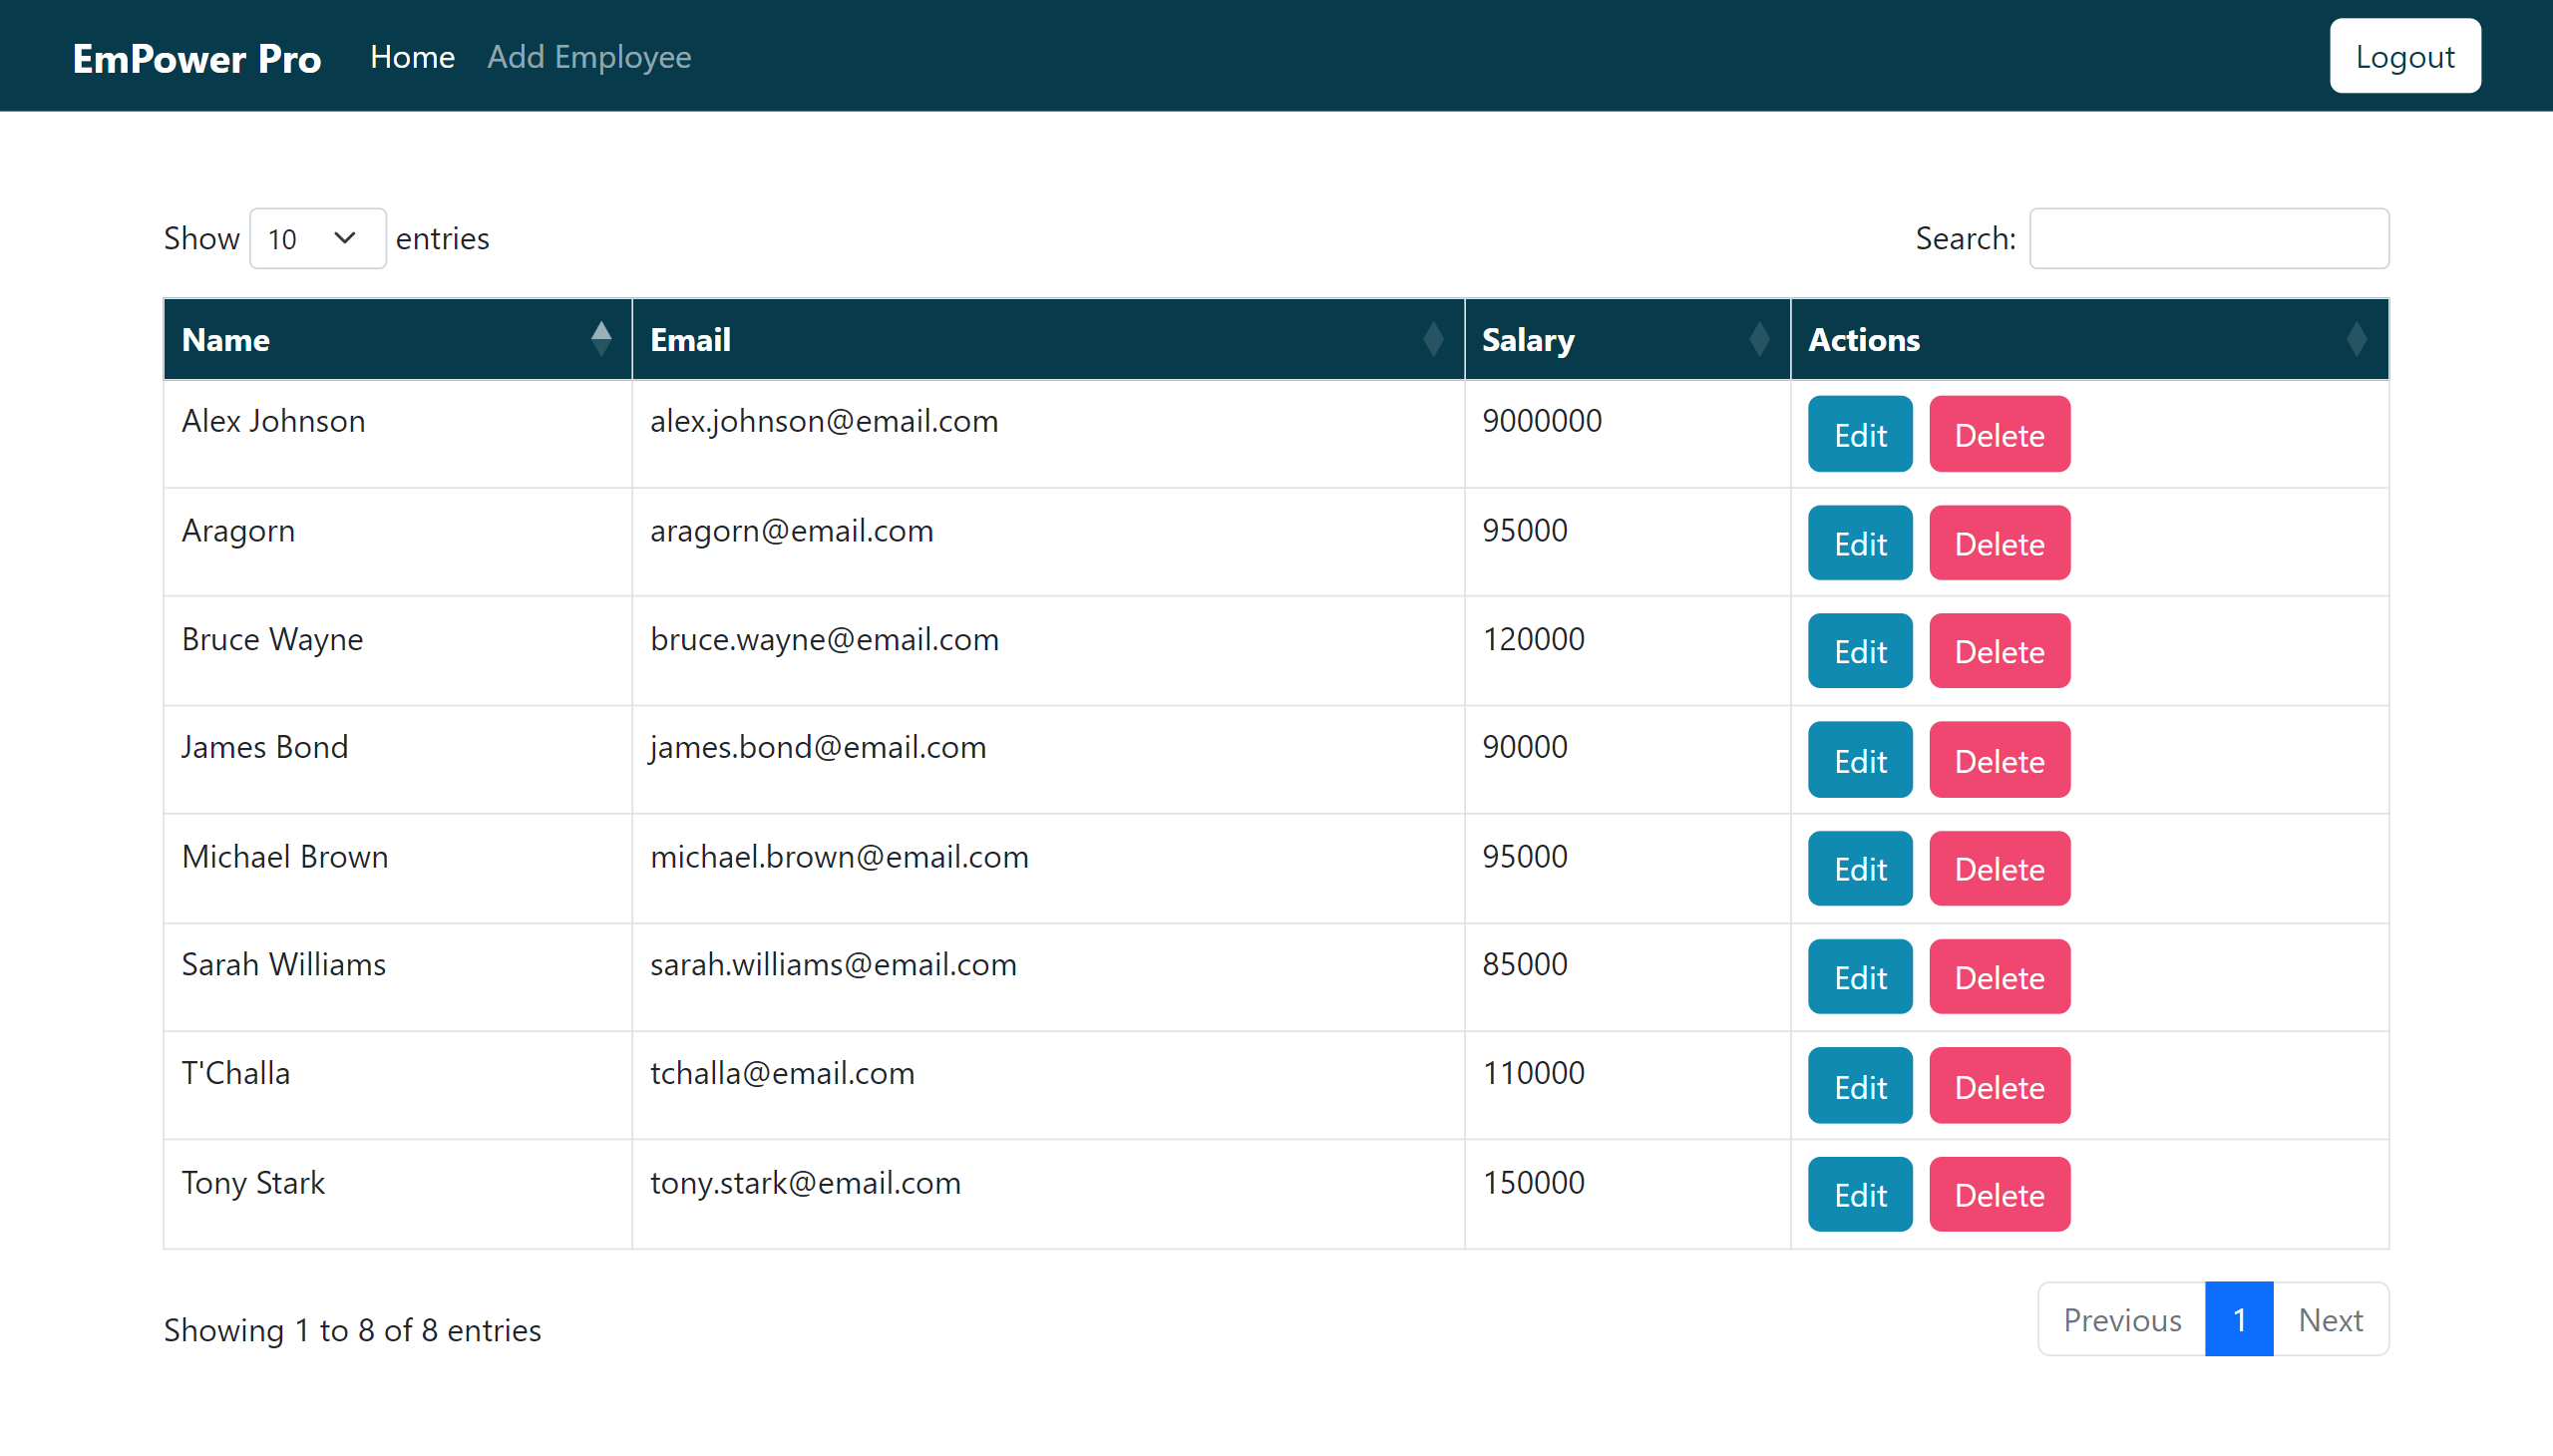 EmPower Pro Home Add Employee Logout
Show 10 entries Search:
Name Email Salary Actions
Alex Johnson alex.johnson@email.com 9000000 Edit Delete
Aragorn aragorn@email.com 95000 Edit Delete
Bruce Wayne bruce.wayne@email.com 120000 Edit Delete
James Bond james.bond@email.com 90000 Edit Delete
Michael Brown michael.brown@email.com 95000 Edit Delete
Sarah Williams sarah.williams@email.com 85000 Edit Delete
T'Challa tchalla@email.com 110000 Edit Delete
Tony Stark tony.stark@email.com 150000 Edit Delete
Showing 1 to 8 of 8 entries Previous 1 Next